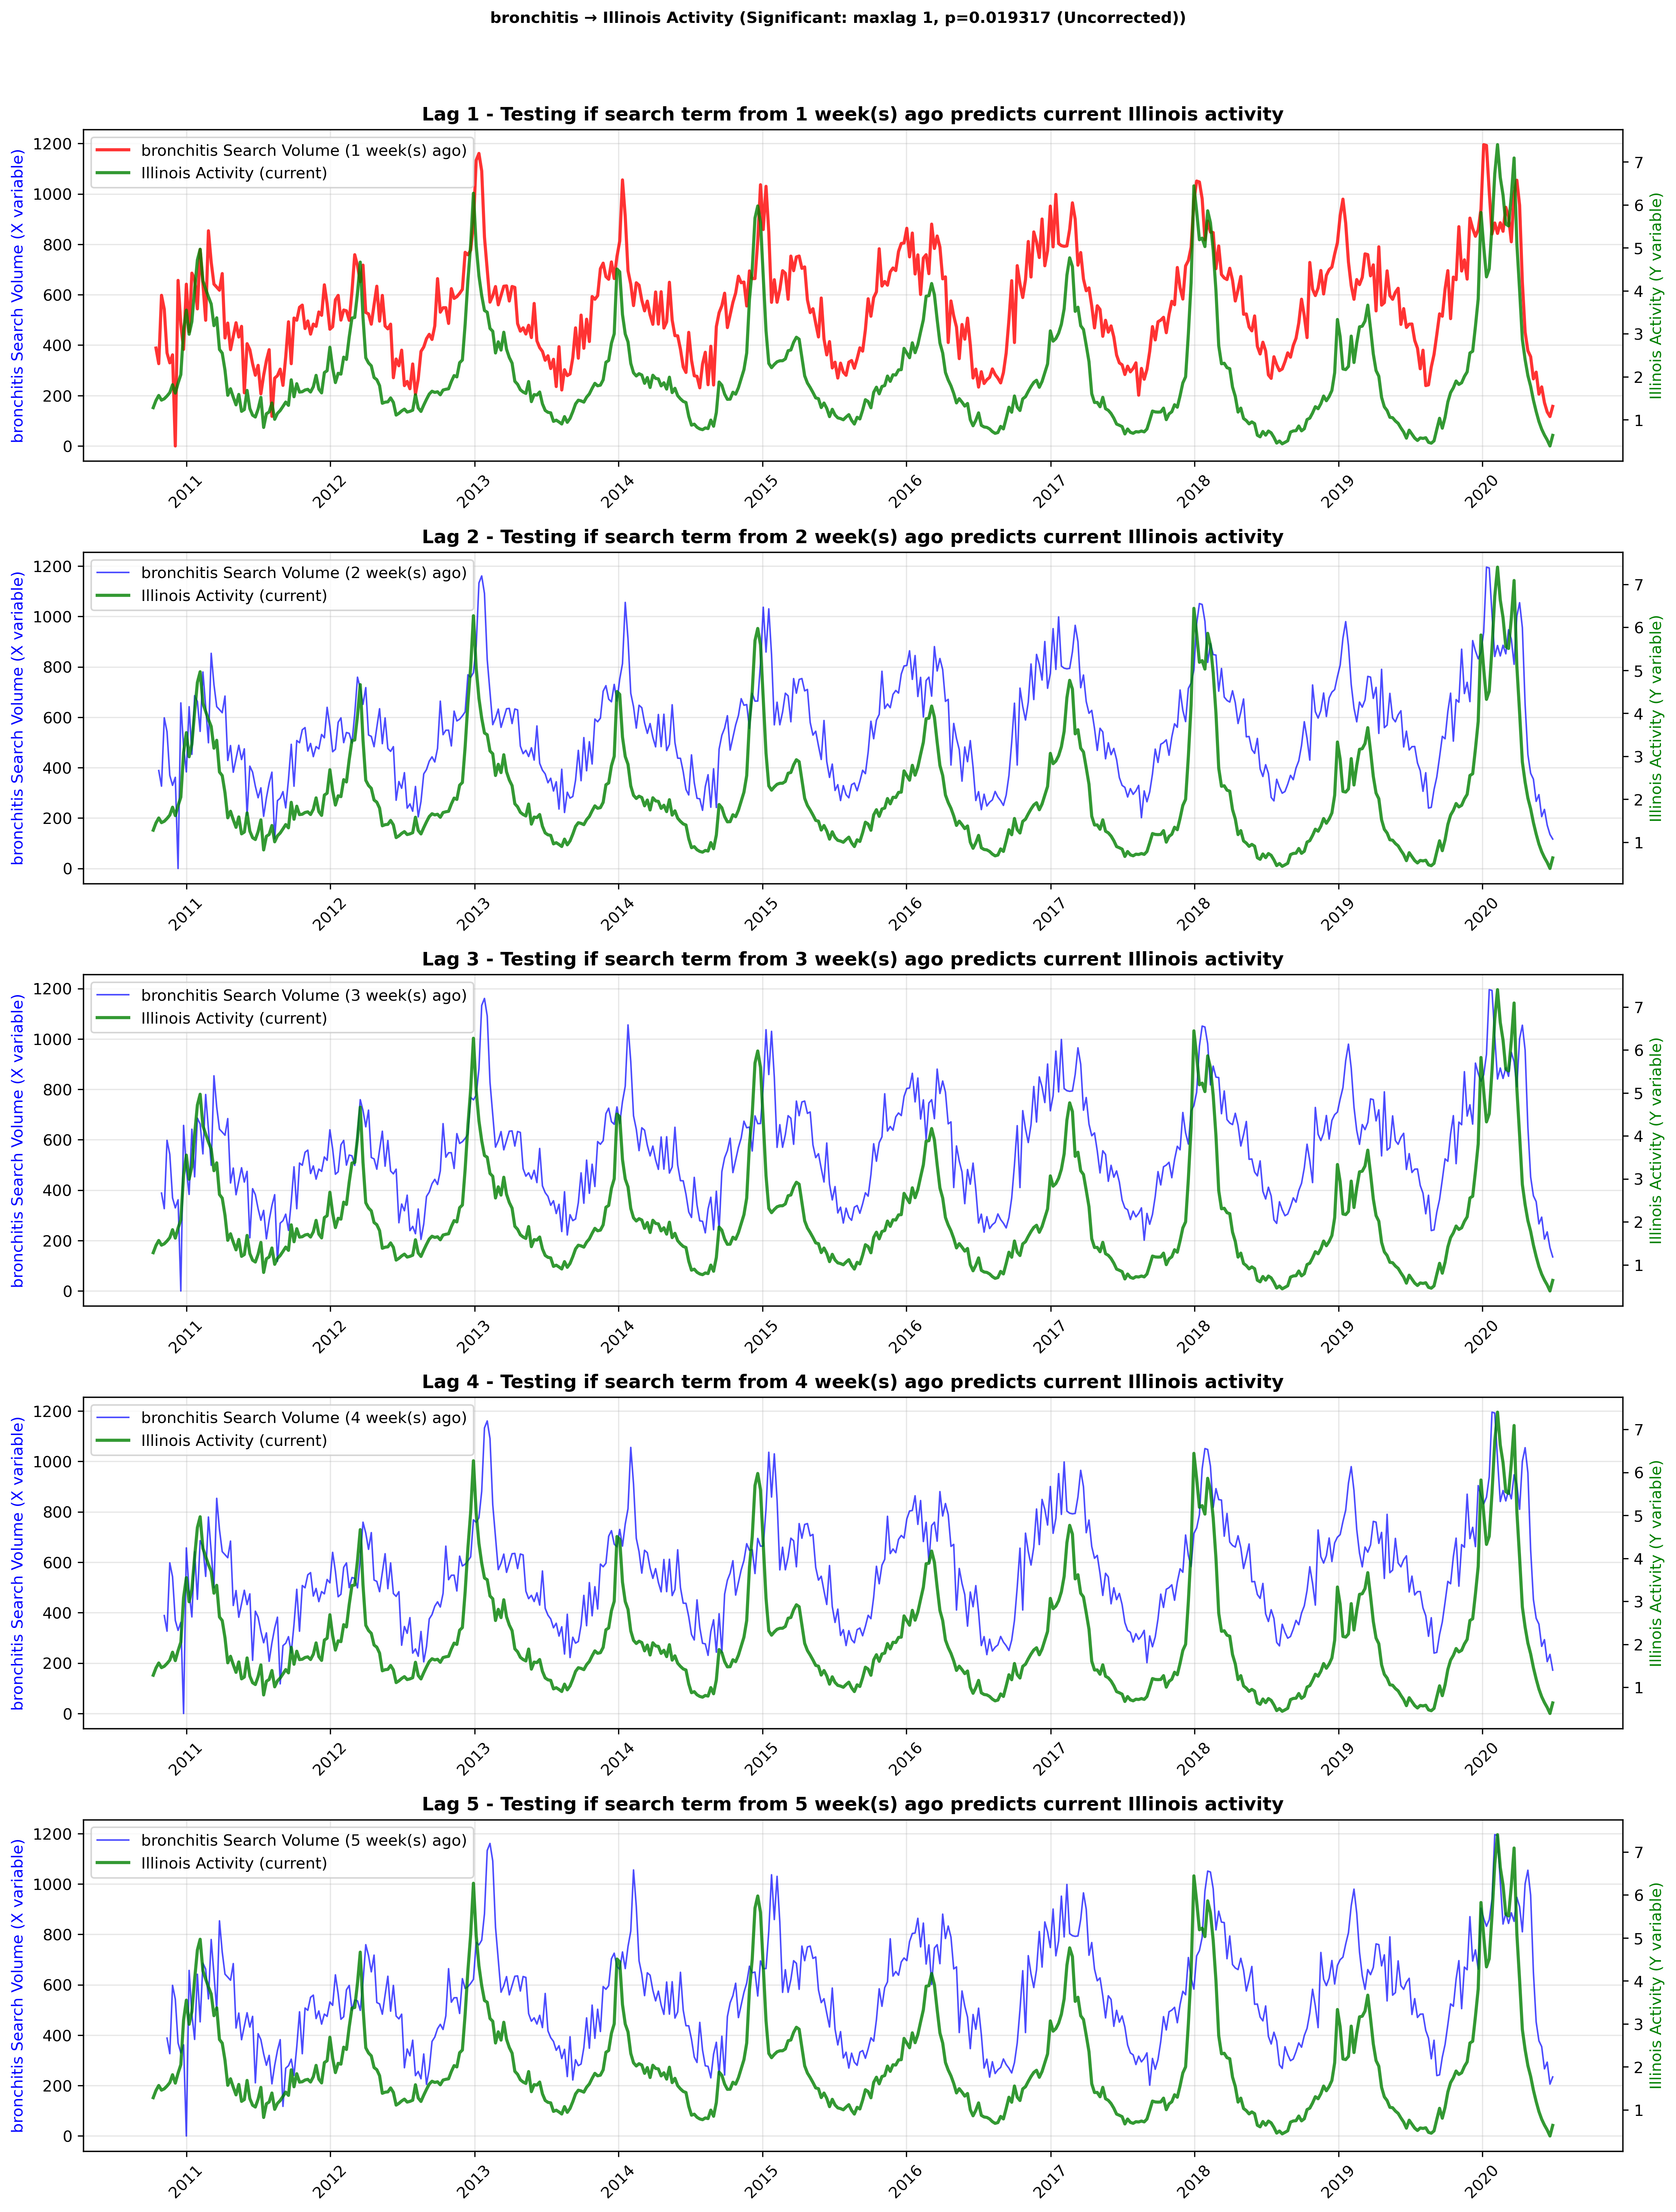 bronchitis → Illinois Activity (Significant: maxlag 1, p=0.019317 (Uncorrected))
Lag 1 - Testing if search term from 1 week(s) ago predicts current Illinois activity
bronchitis Search Volume (1 week(s) ago)
Illinois Activity (current)
bronchitis Search Volume (X variable)
1200
1000
800
600
400
200
0
7
6
5
4
3
2
1
Illinois Activity (Y variable)
2011 2012 2013 2014 2015 2016 2017 2018 2019 2020
Lag 2 - Testing if search term from 2 week(s) ago predicts current Illinois activity
bronchitis Search Volume (2 week(s) ago)
Illinois Activity (current)
bronchitis Search Volume (X variable)
1200
1000
800
600
400
200
0
7
6
5
4
3
2
1
Illinois Activity (Y variable)
2011 2012 2013 2014 2015 2016 2017 2018 2019 2020
Lag 3 - Testing if search term from 3 week(s) ago predicts current Illinois activity
bronchitis Search Volume (3 week(s) ago)
Illinois Activity (current)
bronchitis Search Volume (X variable)
1200
1000
800
600
400
200
0
7
6
5
4
3
2
1
Illinois Activity (Y variable)
2011 2012 2013 2014 2015 2016 2017 2018 2019 2020
Lag 4 - Testing if search term from 4 week(s) ago predicts current Illinois activity
bronchitis Search Volume (4 week(s) ago)
Illinois Activity (current)
bronchitis Search Volume (X variable)
1200
1000
800
600
400
200
0
7
6
5
4
3
2
1
Illinois Activity (Y variable)
2011 2012 2013 2014 2015 2016 2017 2018 2019 2020
Lag 5 - Testing if search term from 5 week(s) ago predicts current Illinois activity
bronchitis Search Volume (5 week(s) ago)
Illinois Activity (current)
bronchitis Search Volume (X variable)
1200
1000
800
600
400
200
0
7
6
5
4
3
2
1
Illinois Activity (Y variable)
2011 2012 2013 2014 2015 2016 2017 2018 2019 2020